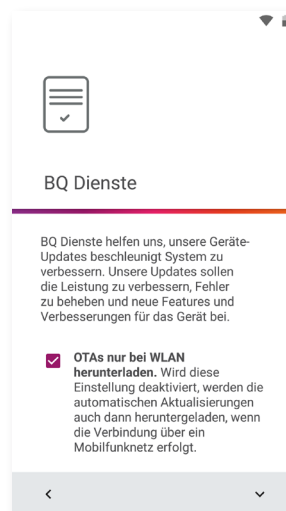 BQ Dienste
BQ Dienste helfen uns, unsere Geräte-
Updates beschleunigt System zu
verbessern. Unsere Updates sollen
die Leistung zu verbessern, Fehler
zu beheben und neue Features und
Verbesserungen für das Gerät bei.
OTAs nur bei WLAN
herunterladen. Wird diese
Einstellung deaktiviert, werden die
automatischen Aktualisierungen
auch dann heruntergeladen, wenn
die Verbindung über ein
Mobilfunknetz erfolgt.